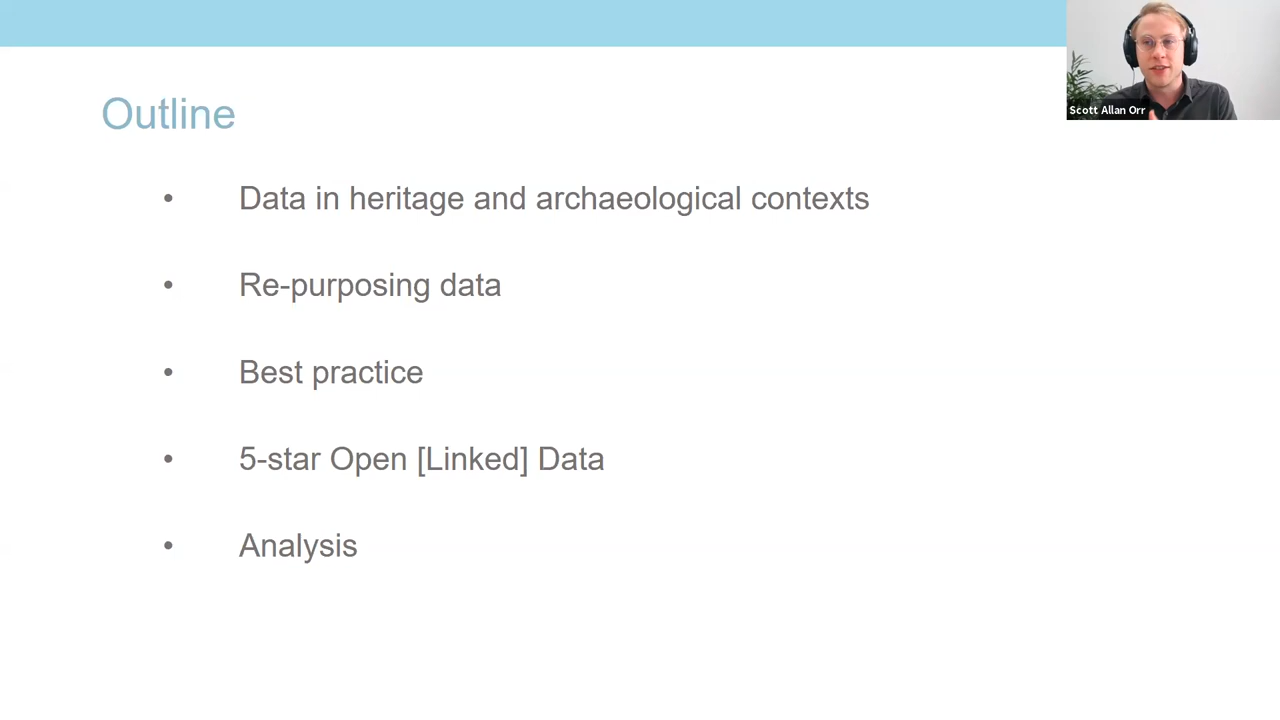 Outline
• Data in heritage and archaeological contexts
• Re-purposing data
• Best practice
• 5-star Open [Linked] Data
• Analysis
Scott Allan Orr